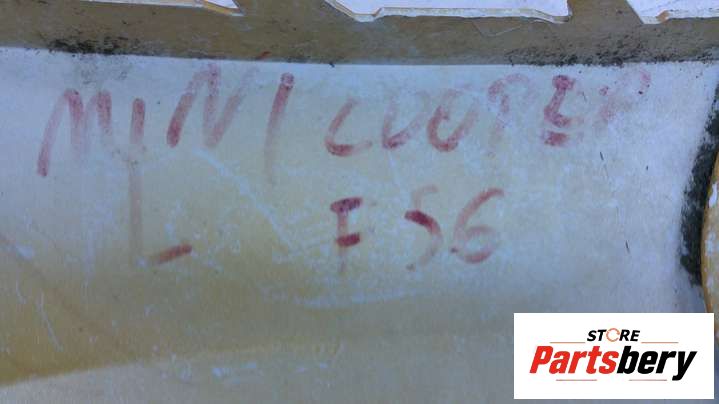 MINI COOPER
L F56
STORE
Partsbery